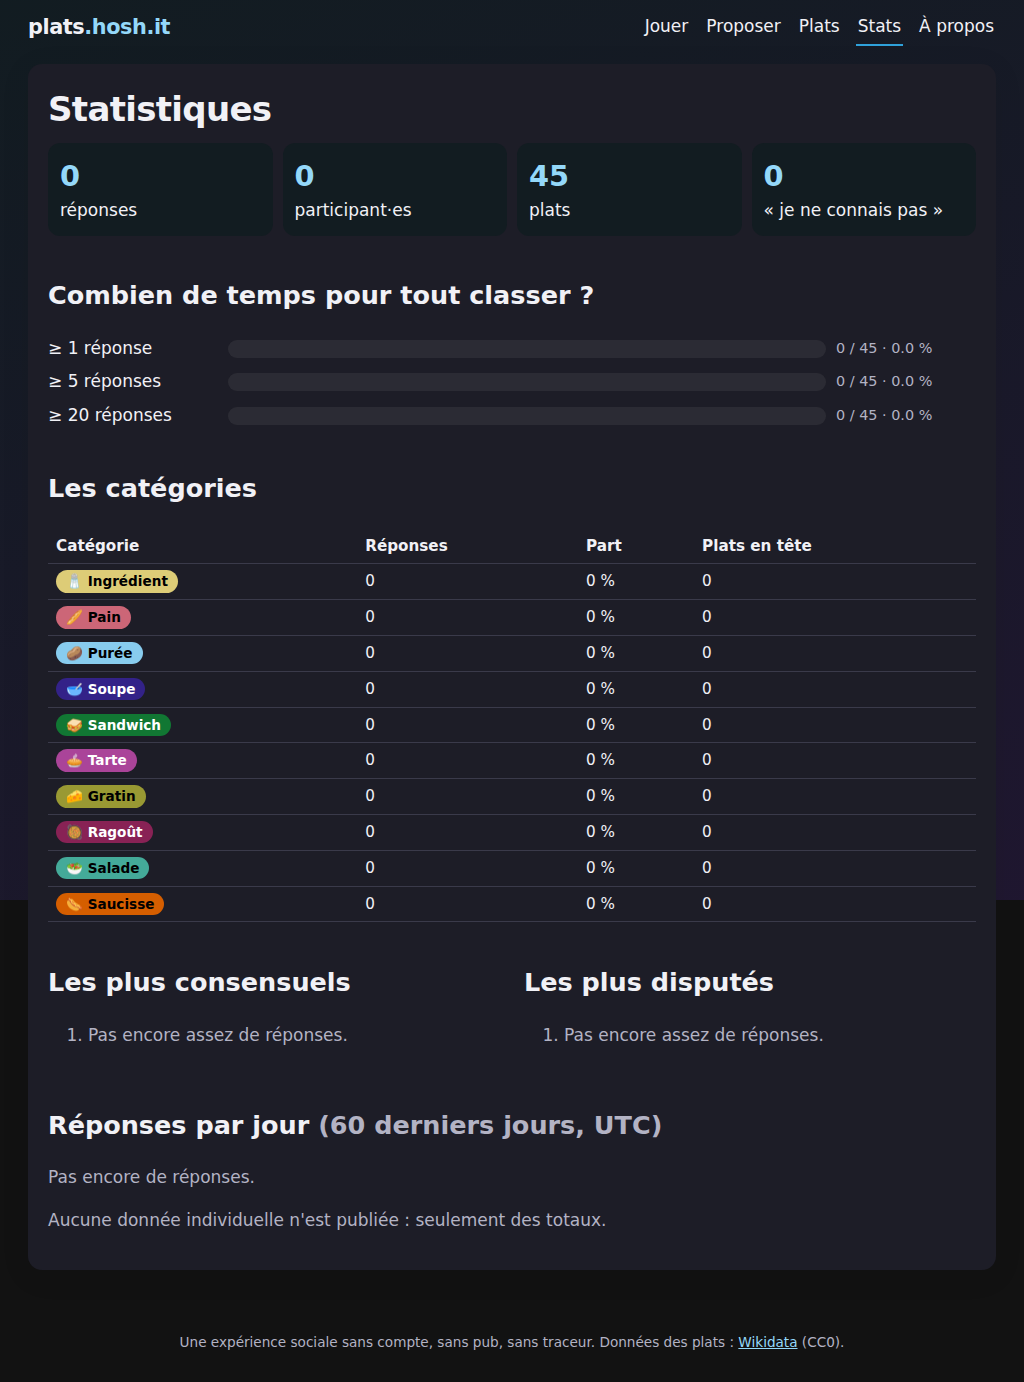 plats.hosh.it
Jouer Proposer Plats Stats À propos
Statistiques
0 0 45 0
réponses participant·es plats « je ne connais pas »
Combien de temps pour tout classer ?
≥ 1 réponse 0 / 45 · 0.0 %
≥ 5 réponses 0 / 45 · 0.0 %
≥ 20 réponses 0 / 45 · 0.0 %
Les catégories
Catégorie Réponses Part Plats en tête
Ingrédient 0 0 % 0
Pain 0 0 % 0
Purée 0 0 % 0
Soupe 0 0 % 0
Sandwich 0 0 % 0
Tarte 0 0 % 0
Gratin 0 0 % 0
Ragoût 0 0 % 0
Salade 0 0 % 0
Saucisse 0 0 % 0
Les plus consensuels
1. Pas encore assez de réponses.
Les plus disputés
1. Pas encore assez de réponses.
Réponses par jour (60 derniers jours, UTC)
Pas encore de réponses.
Aucune donnée individuelle n'est publiée : seulement des totaux.
Une expérience sociale sans compte, sans pub, sans traceur. Données des plats : Wikidata (CC0).